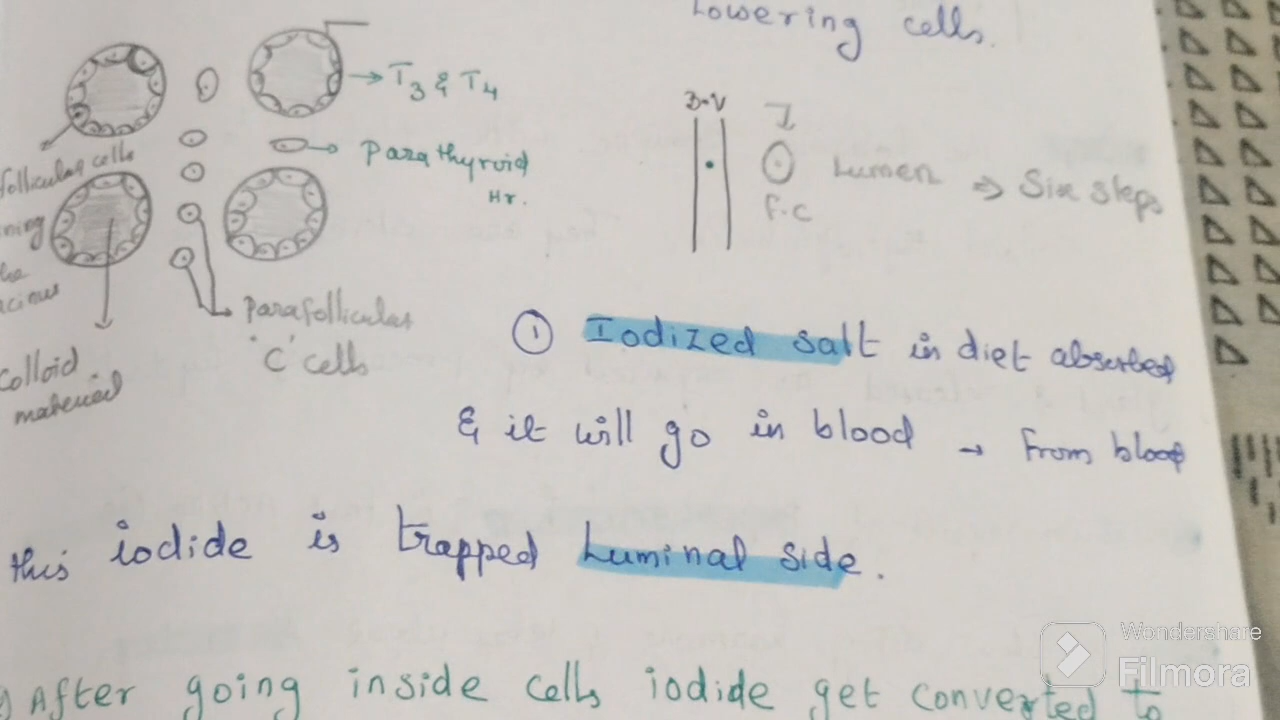 Lowering cells.
T3 & T4
Parathyroid
Hr.
follicular cells
Colloid
material
Parafollicular
'C' cells
B.V
F.C
Lumen ⇒ Six steps
① Iodized salt in diet absorbed
& it will go in blood → From blood
this iodide is trapped Luminal side.
After going inside cells iodide get converted to
Wondershare
Filmora